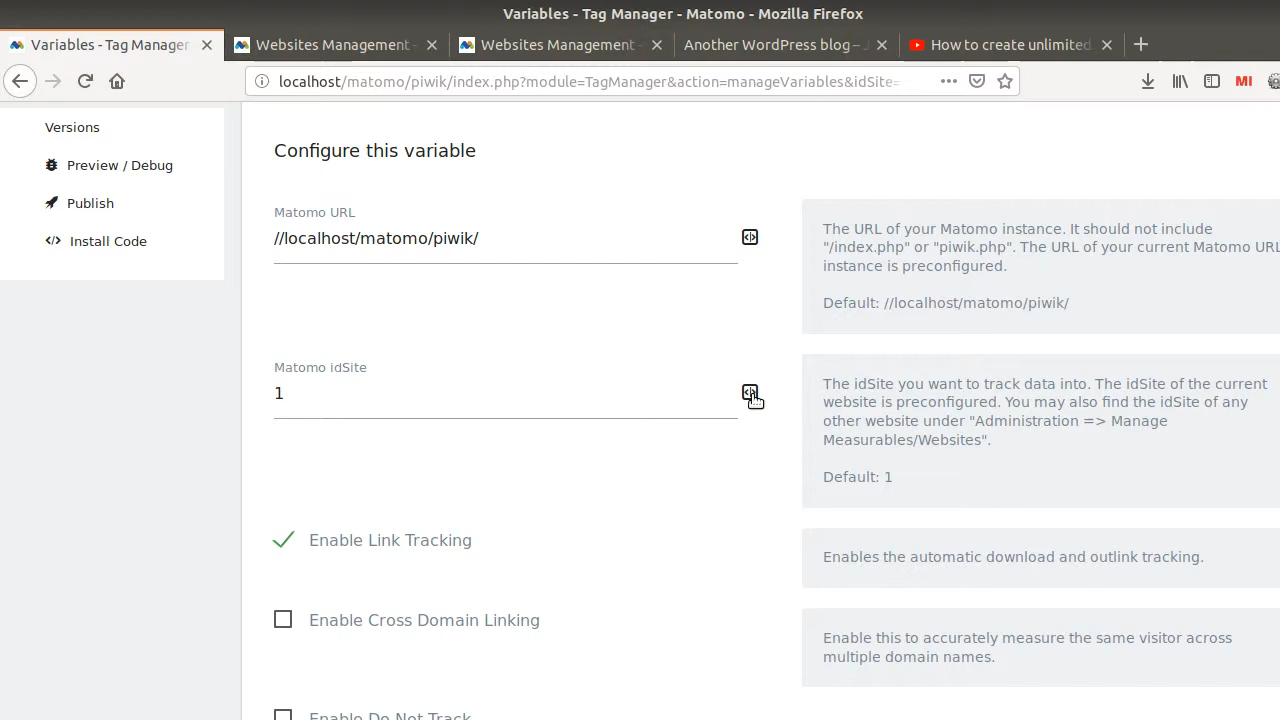 Variables - Tag Manager - Matomo - Mozilla Firefox
Variables - Tag Manager
Websites Management -
Websites Management -
Another WordPress blog –
How to create unlimited
localhost/matomo/piwik/index.php?module=TagManager&action=manageVariables&idSite=
MI
Versions
Preview / Debug
Publish
Install Code
Configure this variable
Matomo URL
//localhost/matomo/piwik/
The URL of your Matomo instance. It should not include
"/index.php" or "piwik.php". The URL of your current Matomo URL
instance is preconfigured.
Default: //localhost/matomo/piwik/
Matomo idSite
1
The idSite you want to track data into. The idSite of the current
website is preconfigured. You may also find the idSite of any
other website under "Administration => Manage
Measurables/Websites".
Default: 1
Enable Link Tracking
Enables the automatic download and outlink tracking.
Enable Cross Domain Linking
Enable this to accurately measure the same visitor across
multiple domain names.
Enable Do Not Track